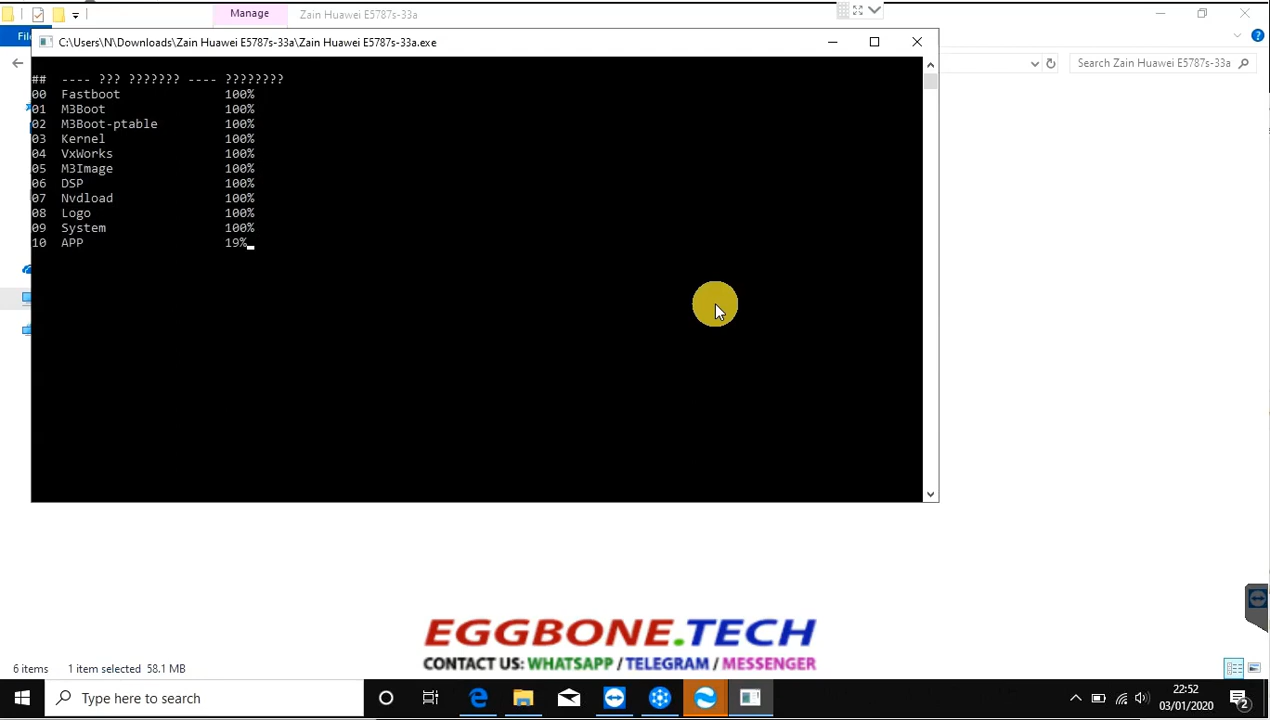 Manage
Zain Huawei E5787s-33a
File
C:\Users\N\Downloads\Zain Huawei E5787s-33a\Zain Huawei E5787s-33a.exe
Search Zain Huawei E5787s-33a
## ---- ??? ??????? ---- ????????
00 Fastboot 100%
01 M3Boot 100%
02 M3Boot-ptable 100%
03 Kernel 100%
04 VxWorks 100%
05 M3Image 100%
06 DSP 100%
07 Nvdload 100%
08 Logo 100%
09 System 100%
10 APP 19%
EGGBONE.TECH
CONTACT US: WHATSAPP / TELEGRAM / MESSENGER
6 items 1 item selected 58.1 MB
Type here to search
22:52
03/01/2020
2